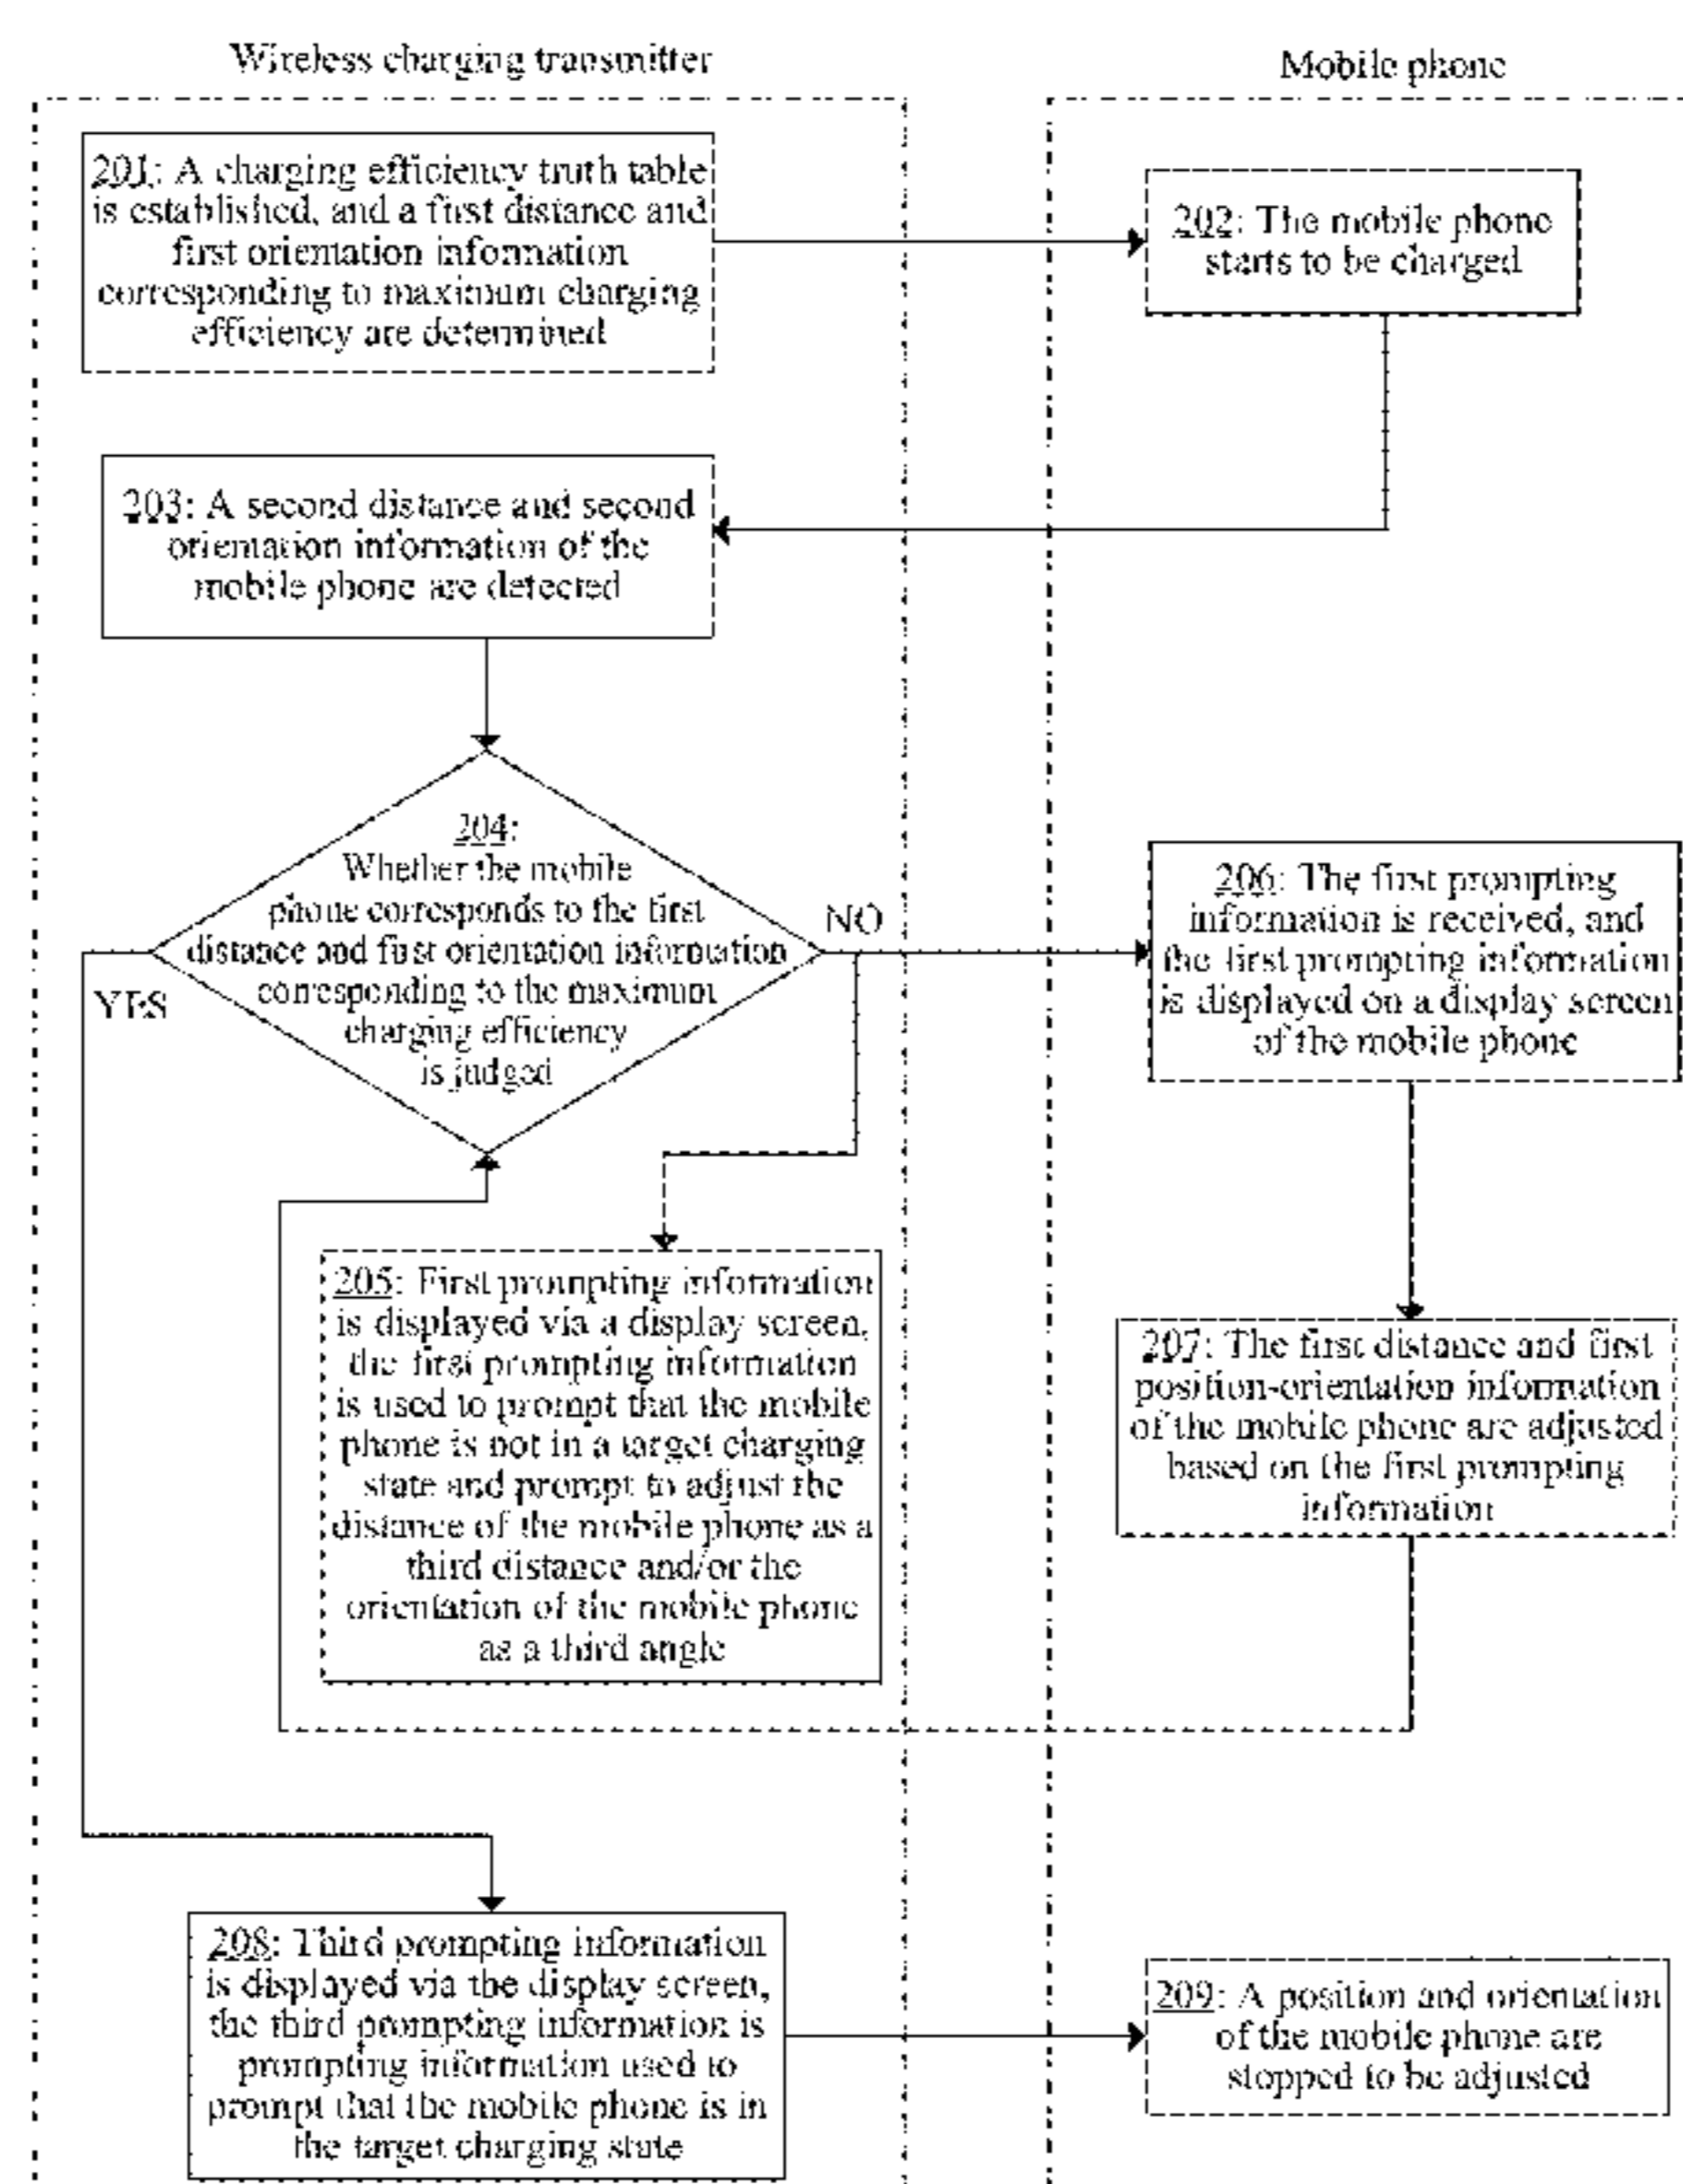 Wireless charging transmitter
Mobile phone
201: A charging efficiency truth table
is established, and a first distance and
first orientation information
corresponding to maximum charging
efficiency are determined
202: The mobile phone
starts to be charged
203: A second distance and second
orientation information of the
mobile phone are detected
204:
Whether the mobile
phone corresponds to the first
distance and first orientation information
corresponding to the maximum
charging efficiency
is judged
NO
YES
206: The first prompting
information is received, and
the first prompting information
is displayed on a display screen
of the mobile phone
205: First prompting information
is displayed via a display screen,
the first prompting information
is used to prompt that the mobile
phone is not in a target charging
state and prompt to adjust the
distance of the mobile phone as a
third distance and/or the
orientation of the mobile phone
as a third angle
207: The first distance and first
position-orientation information
of the mobile phone are adjusted
based on the first prompting
information
208: Third prompting information
is displayed via the display screen,
the third prompting information is
prompting information used to
prompt that the mobile phone is in
the target charging state
209: A position and orientation
of the mobile phone are
stopped to be adjusted